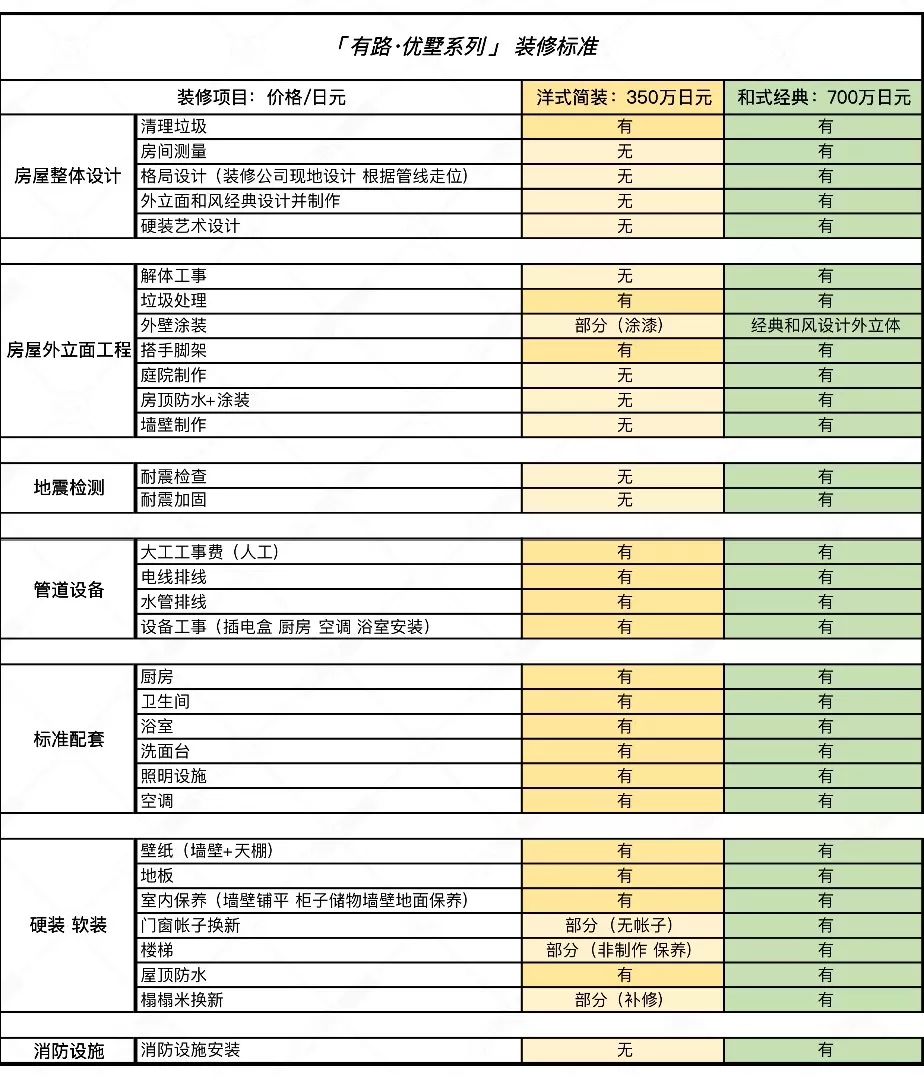 「有路·优墅系列」 装修标准
装修项目：价格/日元 洋式简装：350万日元 和式经典：700万日元
房屋整体设计
清理垃圾 有 有
房间测量 无 有
格局设计（装修公司现地设计 根据管线走位） 无 有
外立面和风经典设计并制作 无 有
硬装艺术设计 无 有
房屋外立面工程
解体工事 无 有
垃圾处理 有 有
外壁涂装 部分（涂漆） 经典和风设计外立体
搭手脚架 有 有
庭院制作 无 有
房顶防水+涂装 无 有
墙壁制作 无 有
地震检测
耐震检查 无 有
耐震加固 无 有
管道设备
大工工事费（人工） 有 有
电线排线 有 有
水管排线 有 有
设备工事（插电盒 厨房 空调 浴室安装） 有 有
标准配套
厨房 有 有
卫生间 有 有
浴室 有 有
洗面台 有 有
照明设施 有 有
空调 有 有
硬装 软装
壁纸（墙壁+天棚） 有 有
地板 有 有
室内保养（墙壁铺平 柜子储物墙壁地面保养） 有 有
门窗帐子换新 部分（无帐子） 有
楼梯 部分（非制作 保养） 有
屋顶防水 有 有
榻榻米换新 部分（补修） 有
消防设施
消防设施安装 无 有